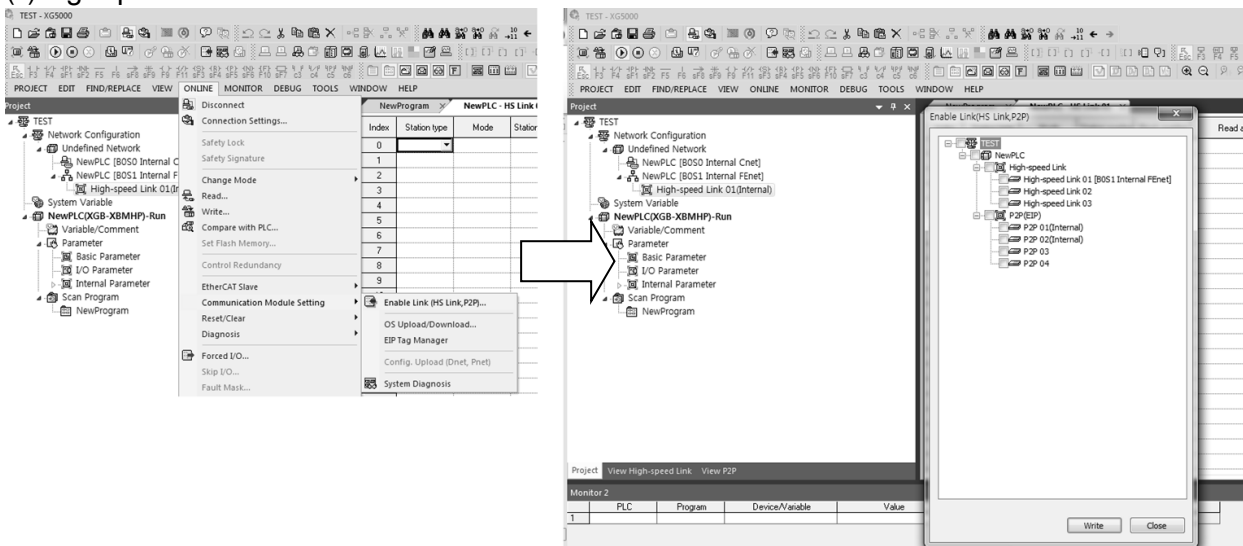 TEST - XG5000
PROJECT EDIT FIND/REPLACE VIEW ONLINE MONITOR DEBUG TOOLS WINDOW HELP
Project
TEST
Network Configuration
Undefined Network
NewPLC [B0S0 Internal C
NewPLC [B0S1 Internal F
High-speed Link 01(Ir
System Variable
NewPLC(XGB-XBMHP)-Run
Variable/Comment
Parameter
Basic Parameter
I/O Parameter
Internal Parameter
Scan Program
NewProgram
Disconnect
Connection Settings...
Safety Lock
Safety Signature
Change Mode
Read...
Write...
Compare with PLC...
Set Flash Memory...
Control Redundancy
EtherCAT Slave
Communication Module Setting
Reset/Clear
Diagnosis
Forced I/O...
Skip I/O...
Fault Mask...
Enable Link (HS Link,P2P)...
OS Upload/Download...
EIP Tag Manager
Config. Upload (Dnet, Pnet)
System Diagnosis
NewProgram × NewPLC - HS Link
Index Station type Mode Station
0
1
2
3
4
5
6
7
8
9
TEST - XG5000
PROJECT EDIT FIND/REPLACE VIEW ONLINE MONITOR DEBUG TOOLS WINDOW HELP
Project
TEST
Network Configuration
Undefined Network
NewPLC [B0S0 Internal Cnet]
NewPLC [B0S1 Internal FEnet]
High-speed Link 01(Internal)
System Variable
NewPLC(XGB-XBMHP)-Run
Variable/Comment
Parameter
Basic Parameter
I/O Parameter
Internal Parameter
Scan Program
NewProgram
Project View High-speed Link View P2P
Monitor 2
PLC Program Device/Variable Value
1
Enable Link(HS Link,P2P)
TEST
NewPLC
High-speed Link
High-speed Link 01 [B0S1 Internal FEnet]
High-speed Link 02
High-speed Link 03
P2P(EIP)
P2P 01(Internal)
P2P 02(Internal)
P2P 03
P2P 04
Write Close
Read a